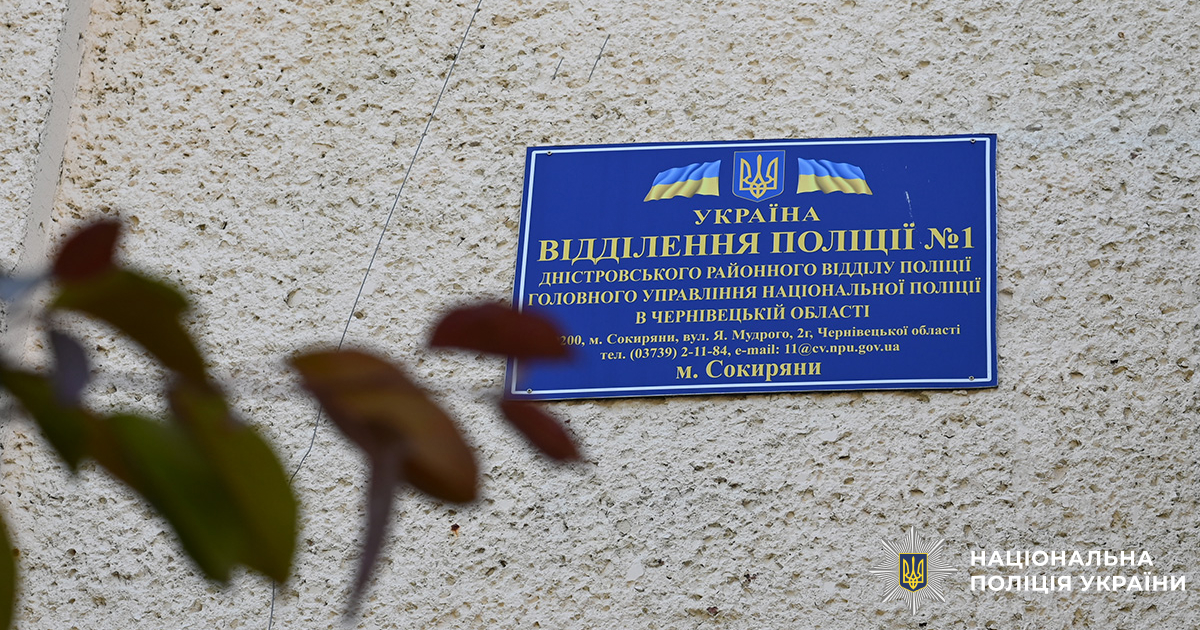 УКРАЇНА
ВІДДІЛЕННЯ ПОЛІЦІЇ №1
ДНІСТРОВСЬКОГО РАЙОННОГО ВІДДІЛУ ПОЛІЦІЇ
ГОЛОВНОГО УПРАВЛІННЯ НАЦІОНАЛЬНОЇ ПОЛІЦІЇ
В ЧЕРНІВЕЦЬКІЙ ОБЛАСТІ
200, м. Сокиряни, вул. Я. Мудрого, 2г, Чернівецької області
тел. (03739) 2-11-84, e-mail: 11@cv.npu.gov.ua
м. Сокиряни
НАЦІОНАЛЬНА
ПОЛІЦІЯ УКРАЇНИ